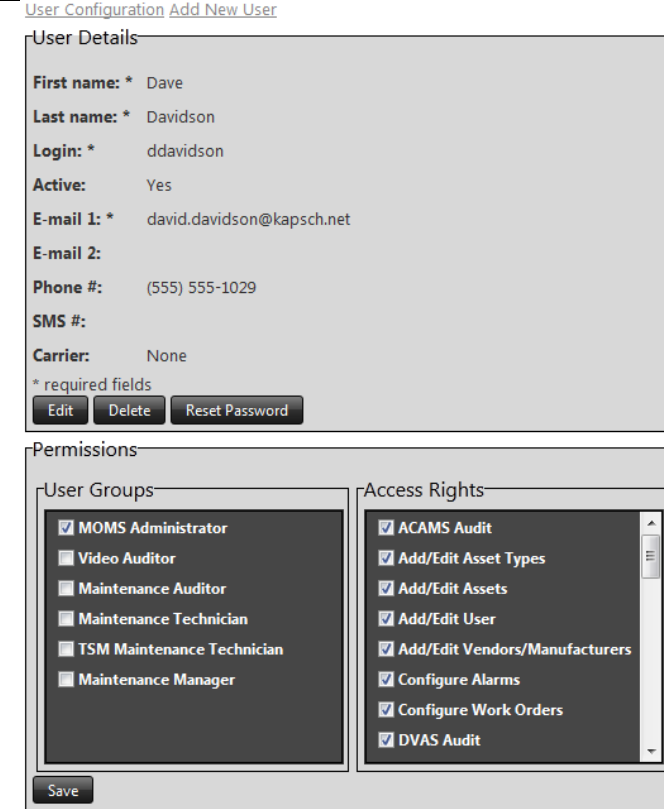 User Configuration Add New User
User Details
First name: * Dave
Last name: * Davidson
Login: * ddavidson
Active: Yes
E-mail 1: * david.davidson@kapsch.net
E-mail 2:
Phone #: (555) 555-1029
SMS #:
Carrier: None
* required fields
Edit Delete Reset Password
Permissions
User Groups
MOMS Administrator
Video Auditor
Maintenance Auditor
Maintenance Technician
TSM Maintenance Technician
Maintenance Manager
Access Rights
ACAMS Audit
Add/Edit Asset Types
Add/Edit Assets
Add/Edit User
Add/Edit Vendors/Manufacturers
Configure Alarms
Configure Work Orders
DVAS Audit
Save